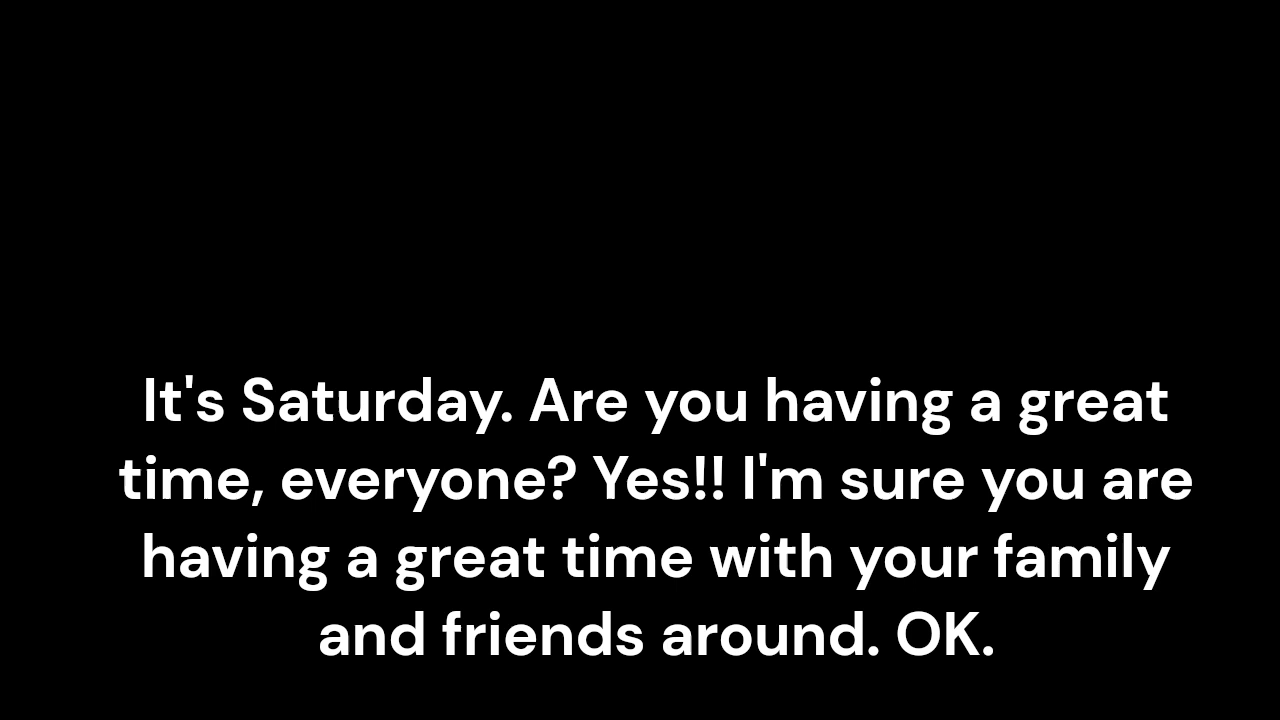 It's Saturday. Are you having a great
time, everyone? Yes!! I'm sure you are
having a great time with your family
and friends around. OK.